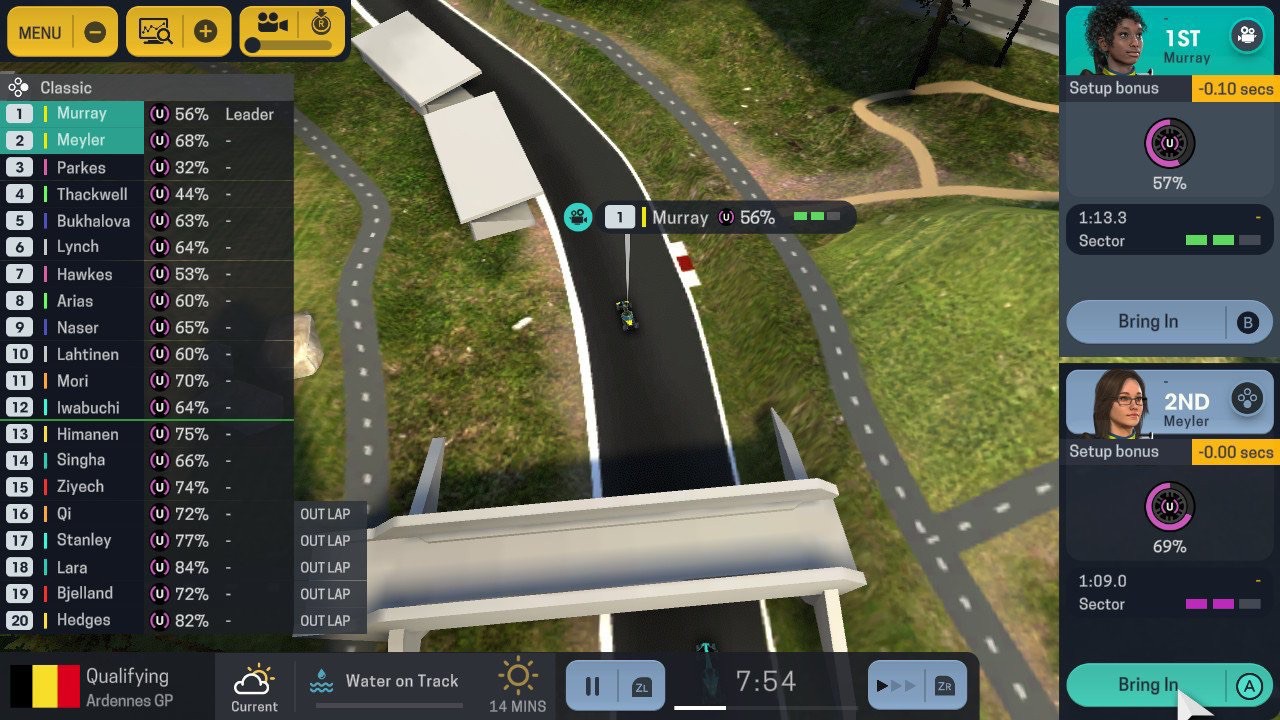 MENU
R
Classic
1 Murray U 56% Leader
2 Meyler U 68% -
3 Parkes U 32% -
4 Thackwell U 44% -
5 Bukhalova U 63% -
6 Lynch U 64% -
7 Hawkes U 53% -
8 Arias U 60% -
9 Naser U 65% -
10 Lahtinen U 60% -
11 Mori U 70% -
12 Iwabuchi U 64% -
13 Himanen U 75% -
14 Singha U 66% -
15 Ziyech U 74% -
16 Qi U 72% - OUT LAP
17 Stanley U 77% - OUT LAP
18 Lara U 84% - OUT LAP
19 Bjelland U 72% - OUT LAP
20 Hedges U 82% - OUT LAP
1 Murray U 56%
-
1ST
Murray
Setup bonus -0.10 secs
U
57%
1:13.3 -
Sector
Bring In B
-
2ND
Meyler
Setup bonus -0.00 secs
U
69%
1:09.0 -
Sector
Bring In A
Qualifying
Ardennes GP
Current
Water on Track
14 MINS
ZL
7:54
ZR